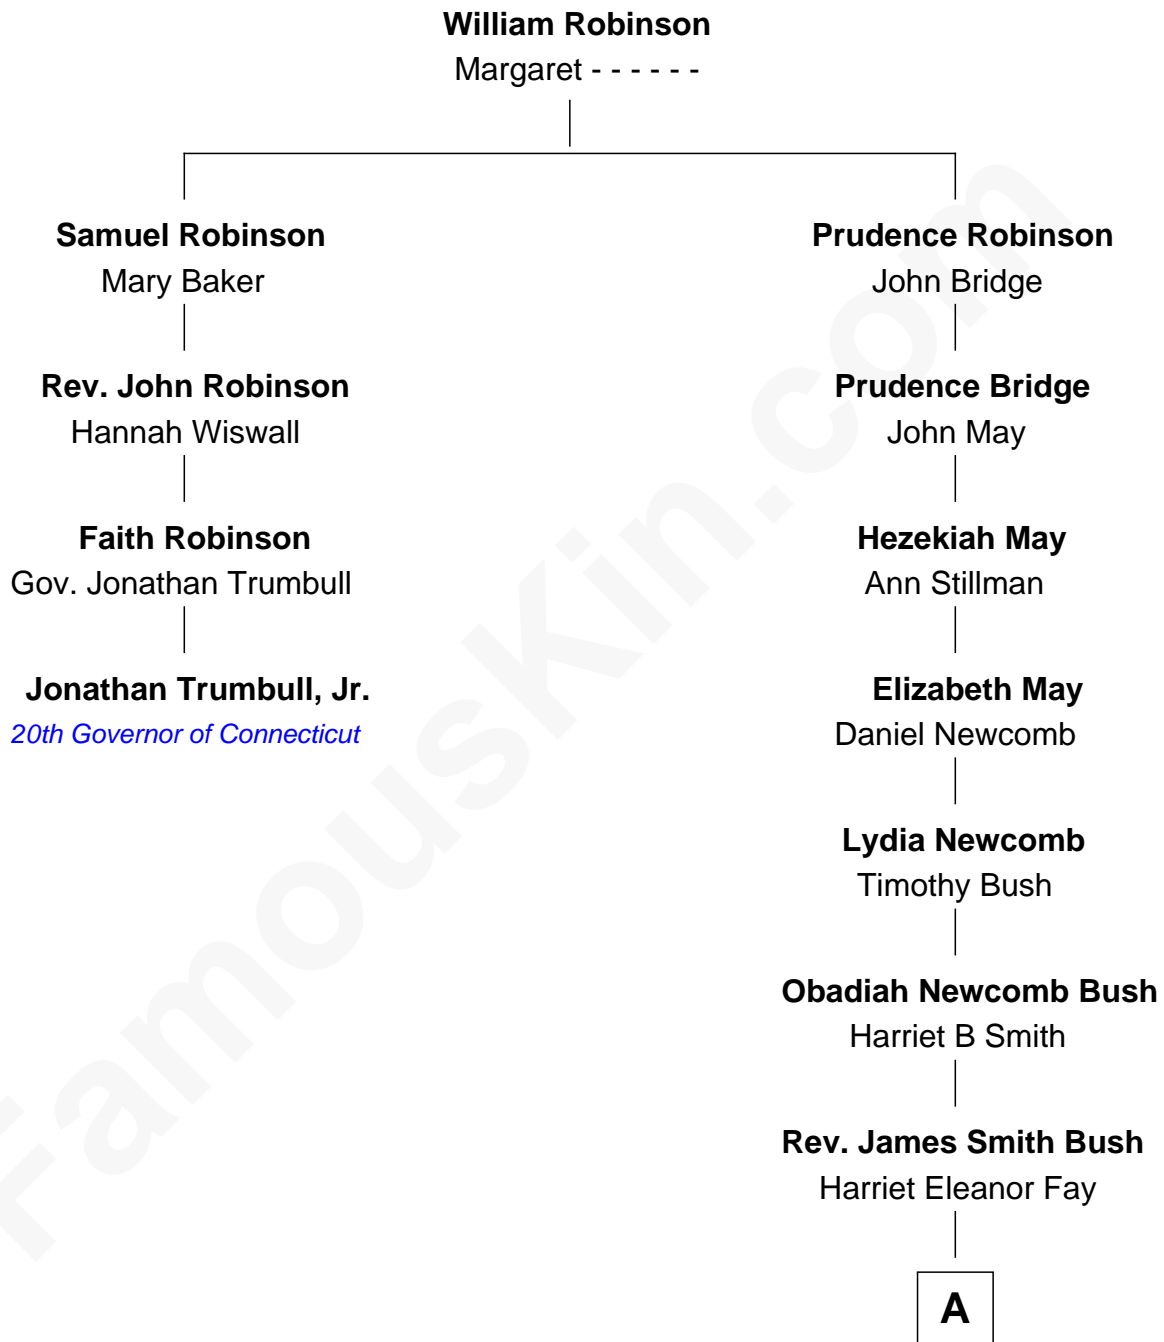 William Robinson
Margaret - - - - - -
Samuel Robinson
Mary Baker
Prudence Robinson
John Bridge
Rev. John Robinson
Hannah Wiswall
Prudence Bridge
John May
Faith Robinson
Gov. Jonathan Trumbull
Hezekiah May
Ann Stillman
Jonathan Trumbull, Jr.
20th Governor of Connecticut
Elizabeth May
Daniel Newcomb
Lydia Newcomb
Timothy Bush
Obadiah Newcomb Bush
Harriet B Smith
Rev. James Smith Bush
Harriet Eleanor Fay
A
FamousKin.com